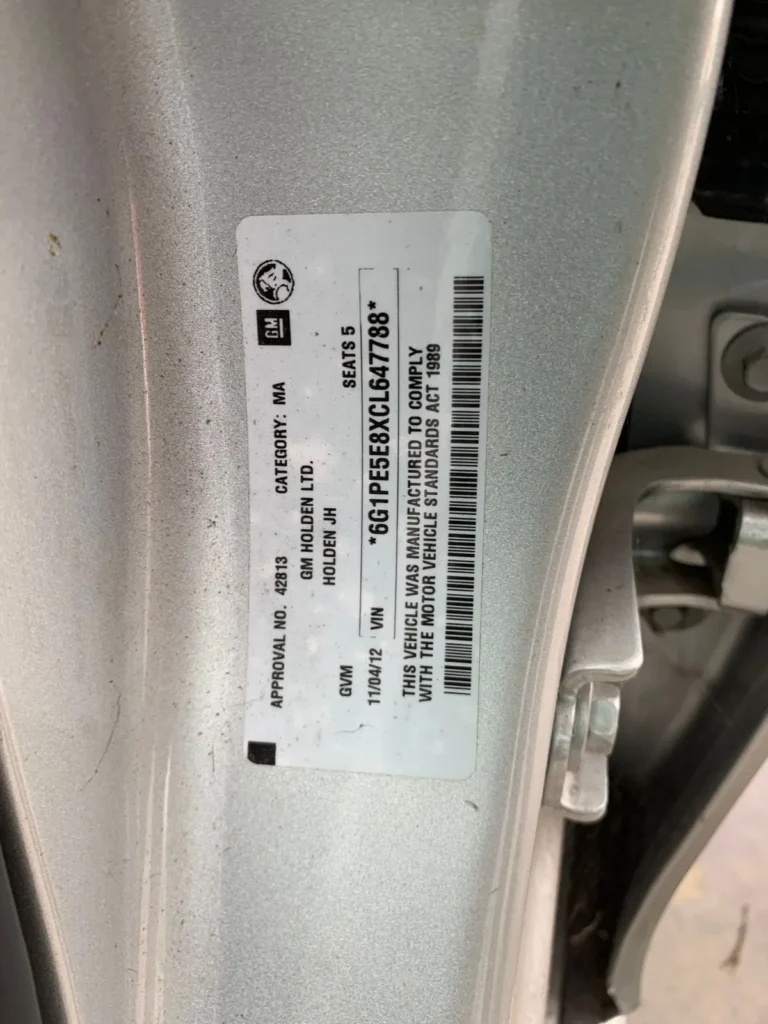 GM
APPROVAL NO. 42813 CATEGORY: MA
GM HOLDEN LTD.
HOLDEN JH
GVM SEATS 5
11/04/12 VIN *6G1PE5E8XCL647788*
THIS VEHICLE WAS MANUFACTURED TO COMPLY
WITH THE MOTOR VEHICLE STANDARDS ACT 1989